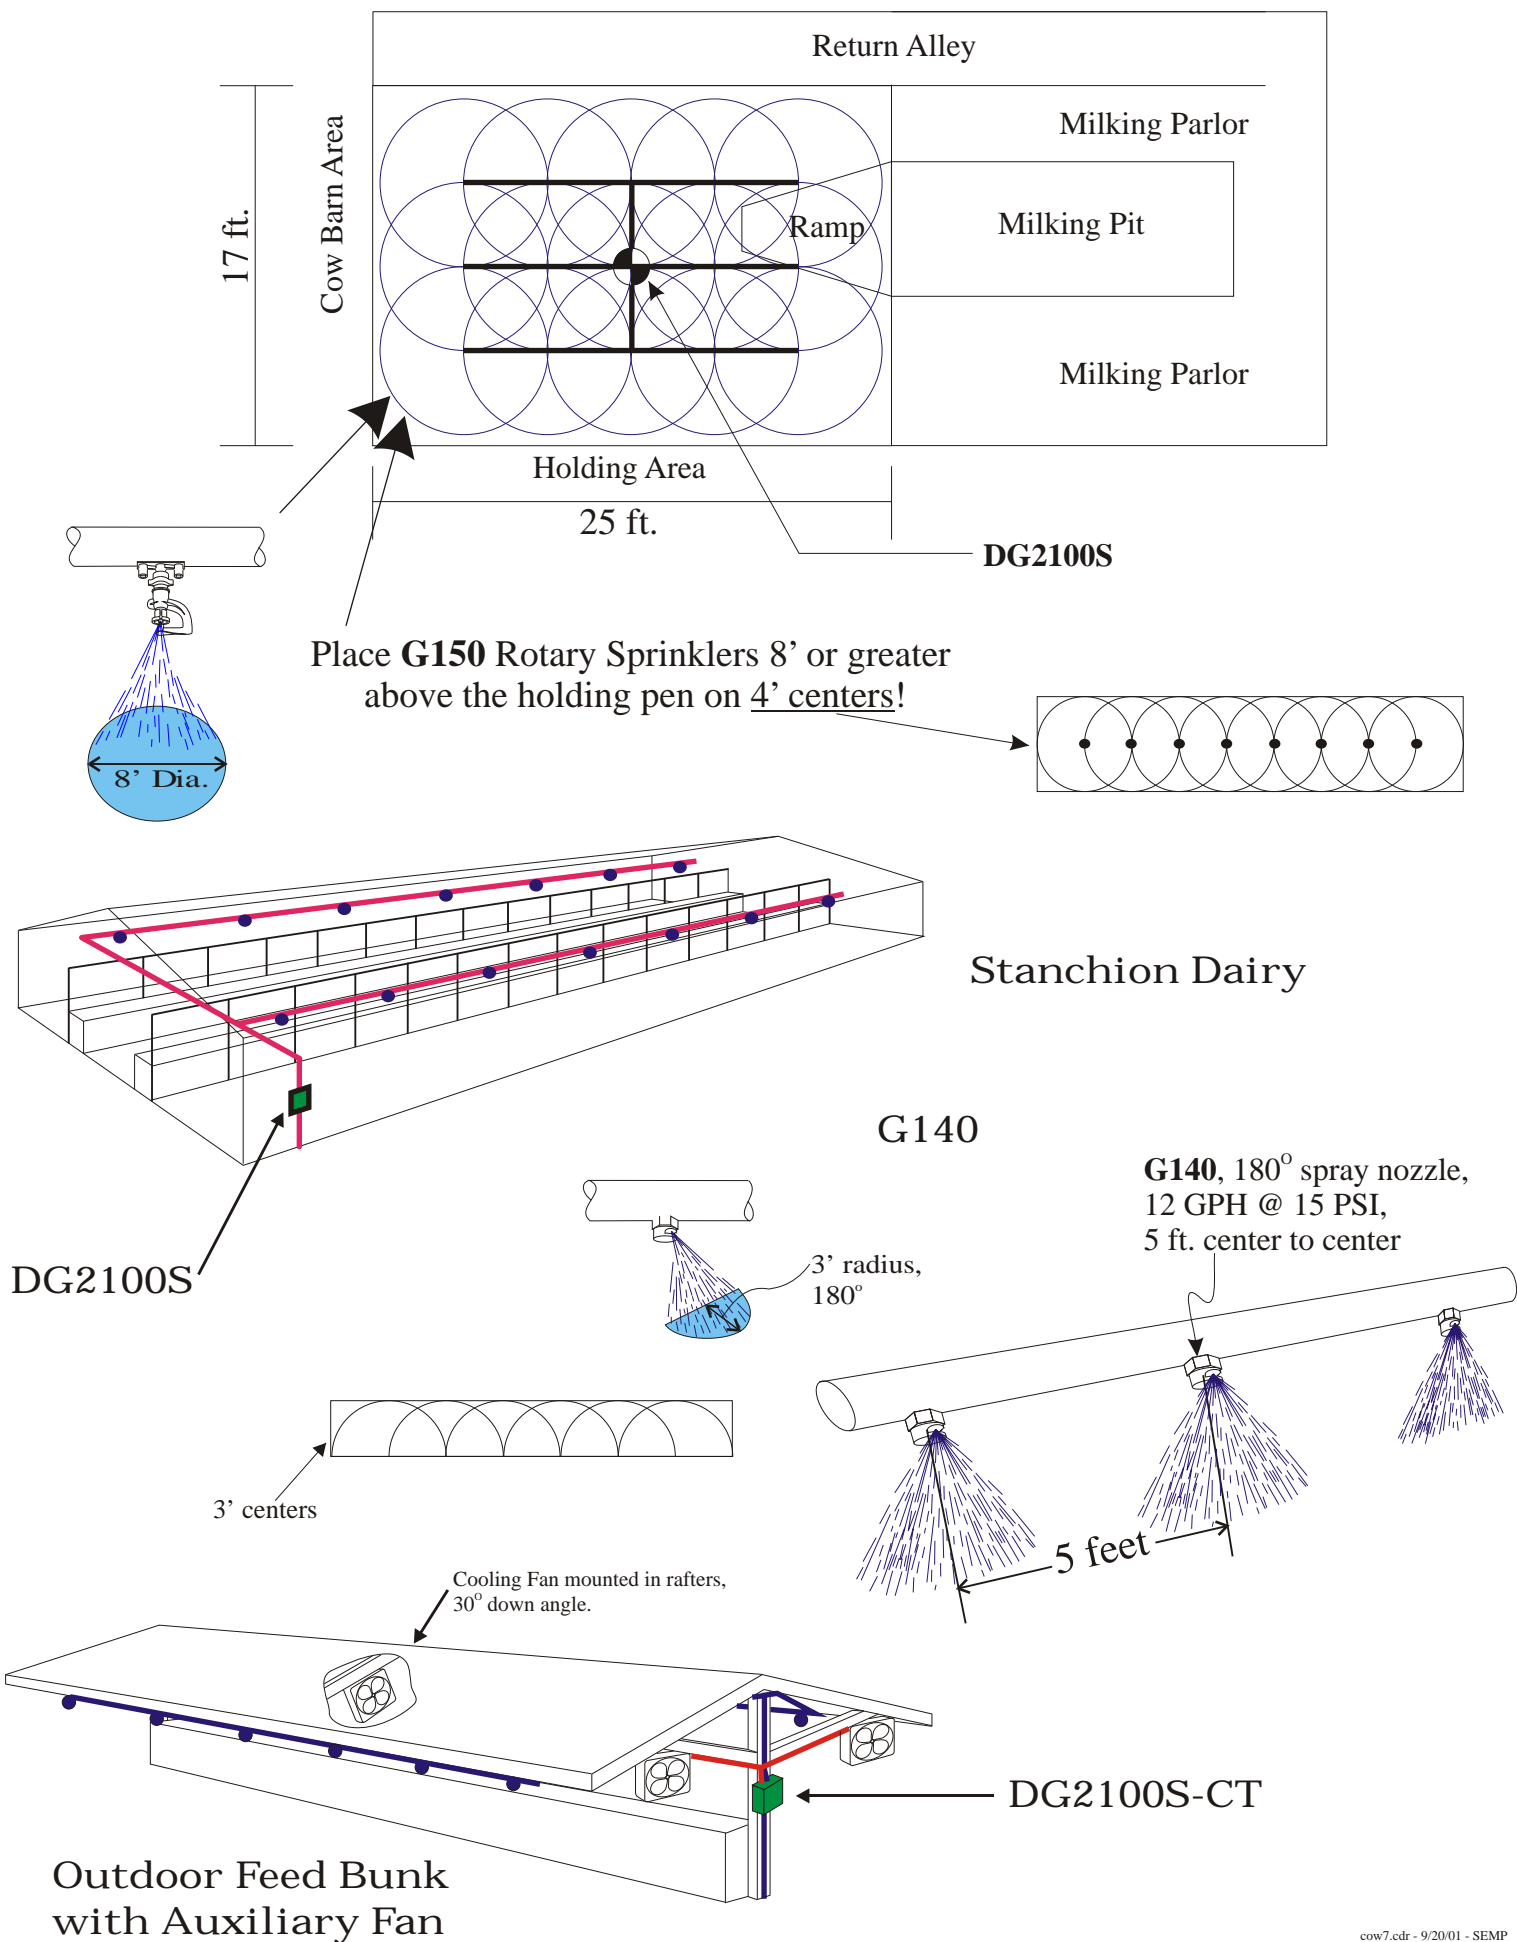 Return Alley
Milking Parlor
Cow Barn Area
17 ft.
Ramp
Milking Pit
Milking Parlor
Holding Area
25 ft.
DG2100S
Place G150 Rotary Sprinklers 8’ or greater
above the holding pen on 4’ centers!
8’ Dia.
Stanchion Dairy
G140
G140, 180° spray nozzle,
12 GPH @ 15 PSI,
5 ft. center to center
DG2100S
3’ radius,
180°
3’ centers
5 feet
Cooling Fan mounted in rafters,
30° down angle.
DG2100S-CT
Outdoor Feed Bunk
with Auxiliary Fan
cow7.cdr - 9/20/01 - SEMP